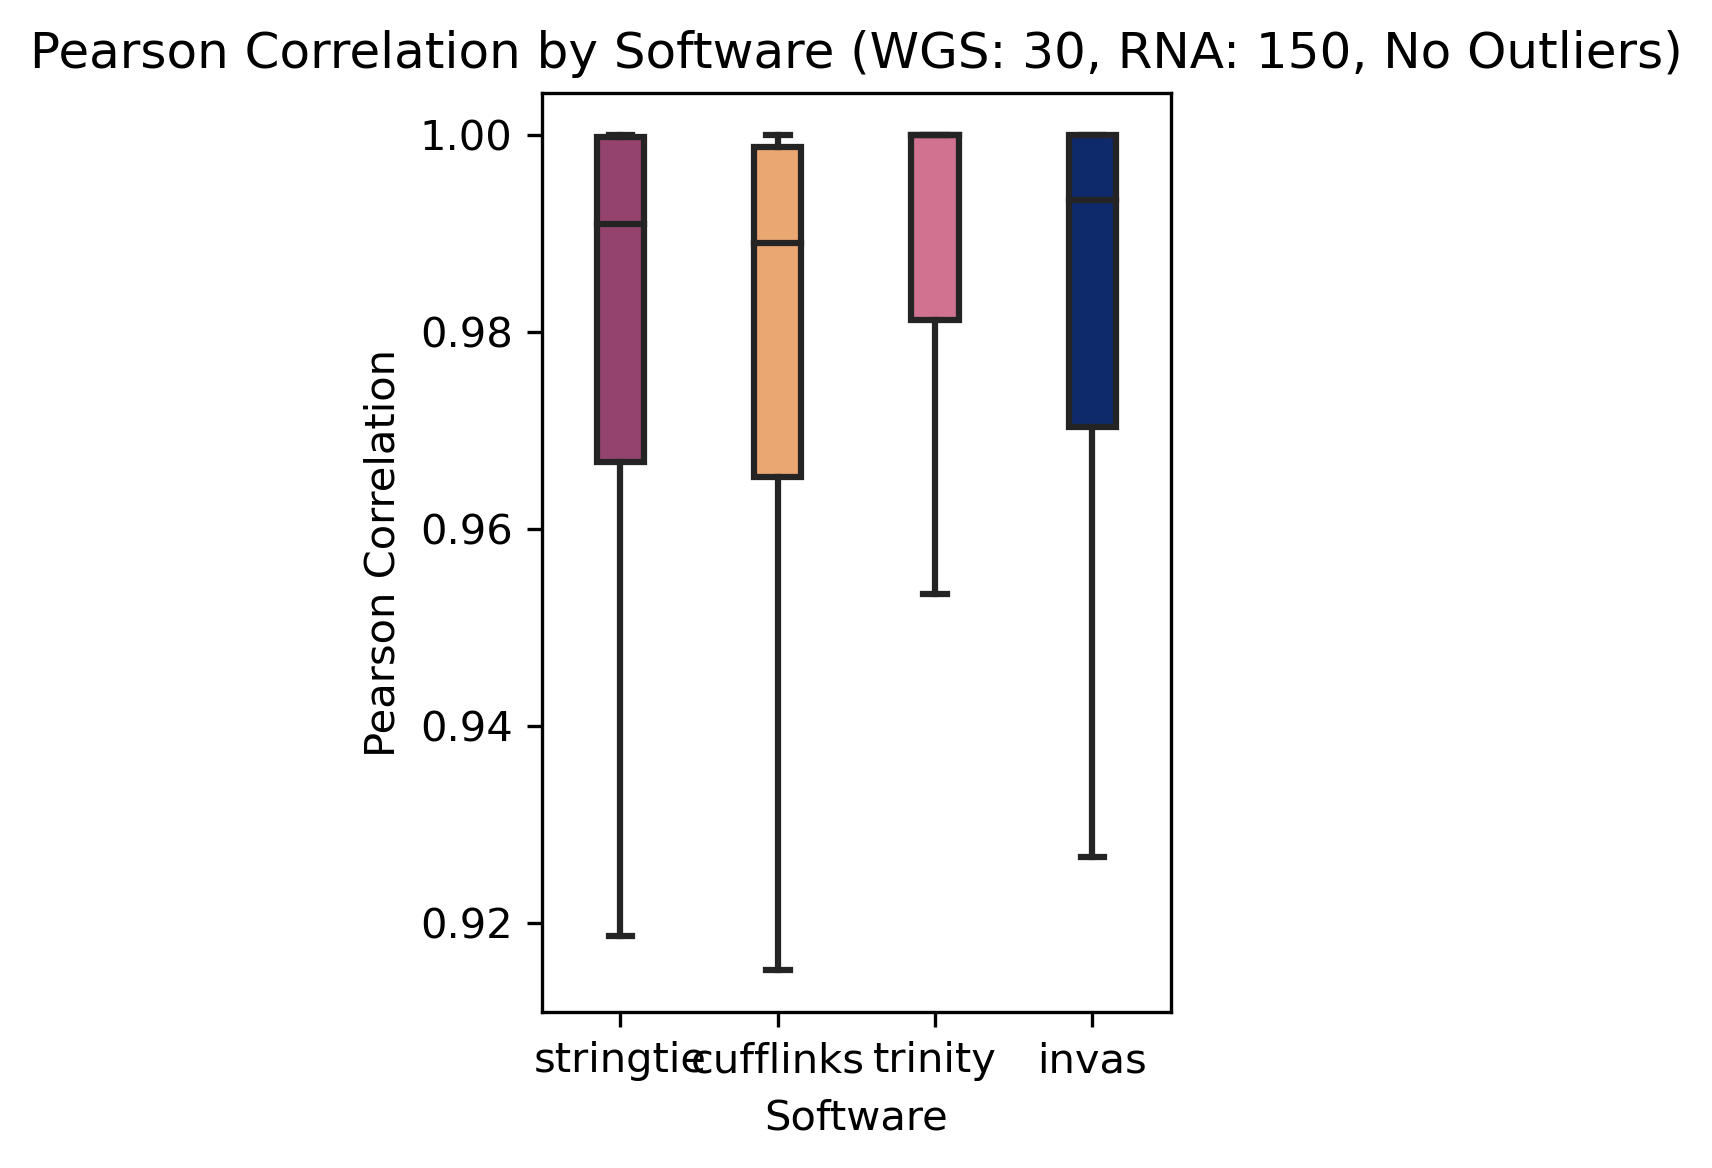 Pearson Correlation by Software (WGS: 30, RNA: 150, No Outliers)
Pearson Correlation
1.00
0.98
0.96
0.94
0.92
stringtie cufflinks trinity invas
Software